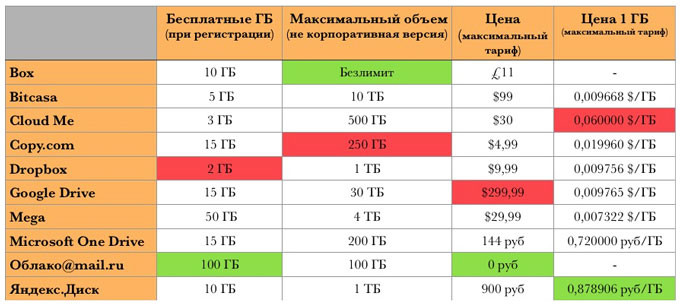 Бесплатные ГБ Максимальный объем Цена Цена 1 ГБ
(при регистрации) (не корпоративная версия) (максимальный тариф) (максимальный тариф)
Box 10 ГБ Безлимит £11 -
Bitcasa 5 ГБ 10 ТБ $99 0,009668 $/ГБ
Cloud Me 3 ГБ 500 ГБ $30 0,060000 $/ГБ
Copy.com 15 ГБ 250 ГБ $4,99 0,019960 $/ГБ
Dropbox 2 ГБ 1 ТБ $9,99 0,009756 $/ГБ
Google Drive 15 ГБ 30 ТБ $299,99 0,009765 $/ГБ
Mega 50 ГБ 4 ТБ $29,99 0,007322 $/ГБ
Microsoft One Drive 15 ГБ 200 ГБ 144 руб 0,720000 руб/ГБ
Облако@mail.ru 100 ГБ 100 ГБ 0 руб -
Яндекс.Диск 10 ГБ 1 ТБ 900 руб 0,878906 руб/ГБ